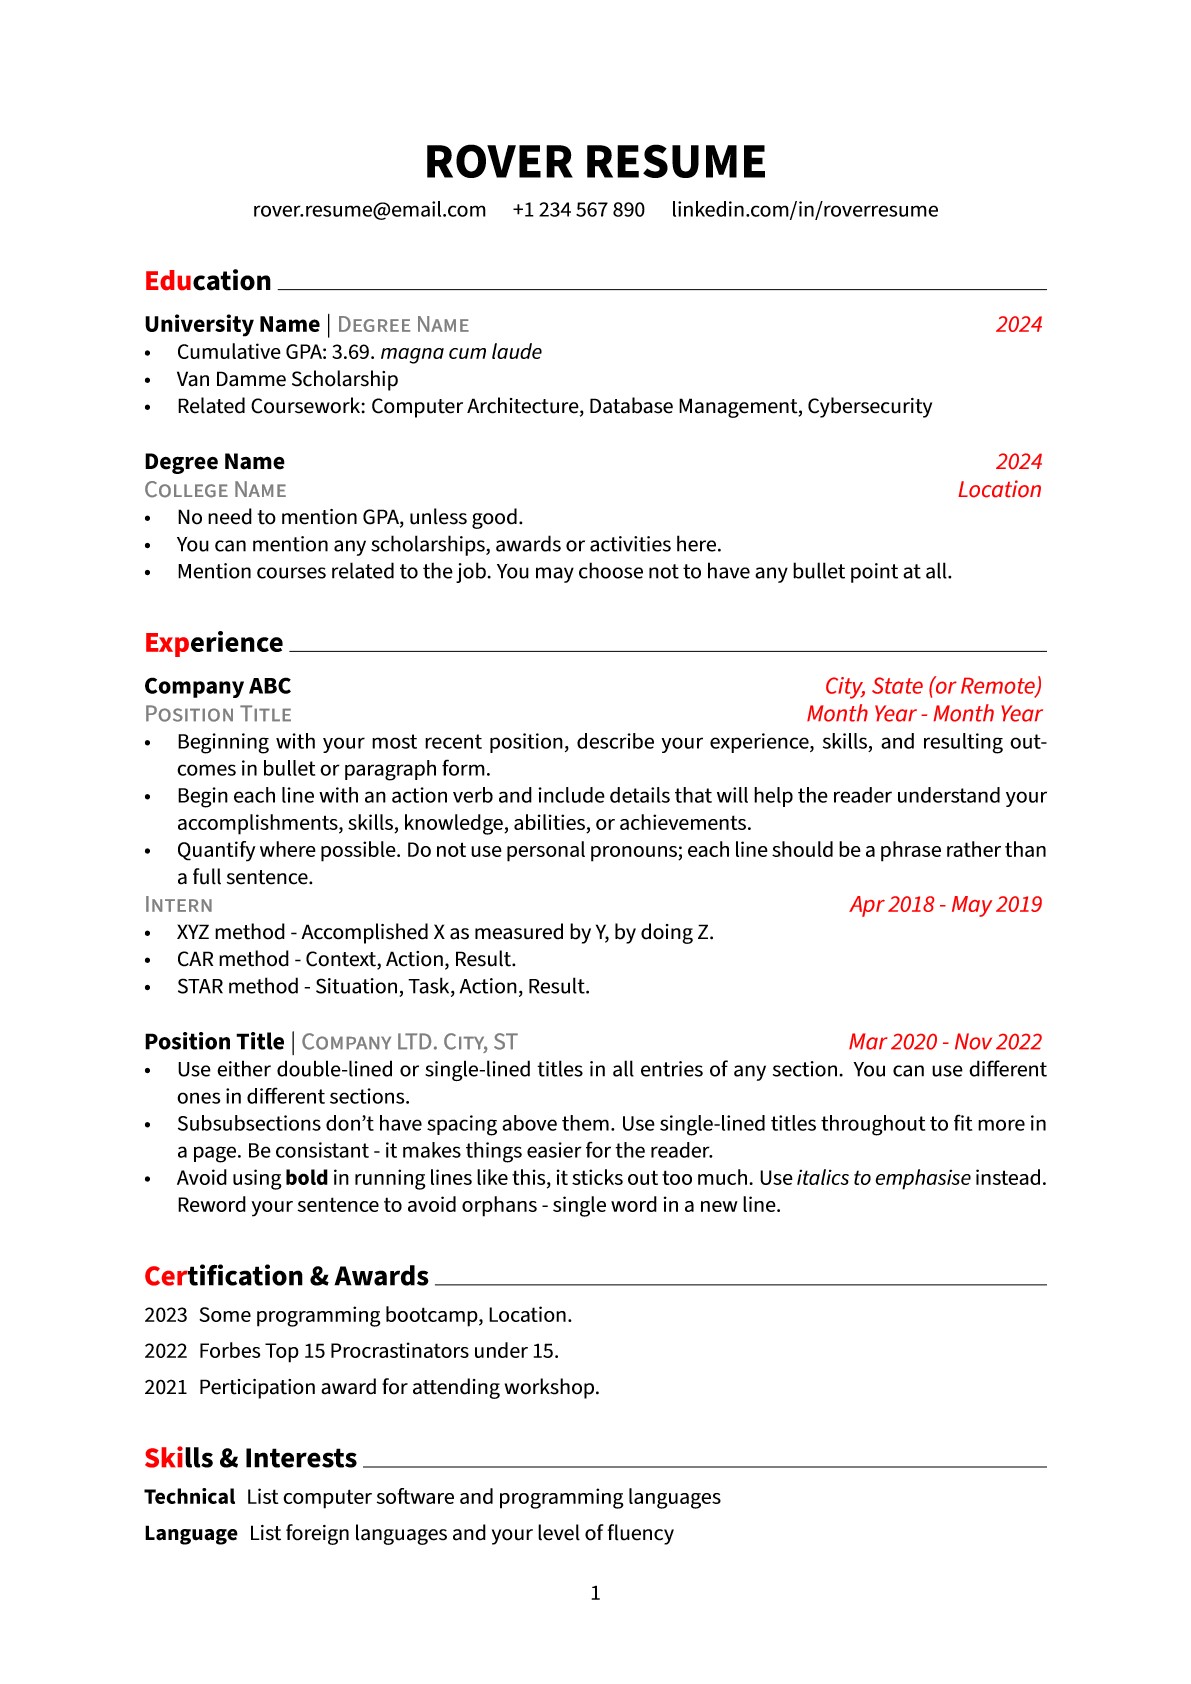 ROVER RESUME
rover.resume@email.com +1 234 567 890 linkedin.com/in/roverresume
Education
University Name | Degree Name 2024
• Cumulative GPA: 3.69. magna cum laude
• Van Damme Scholarship
• Related Coursework: Computer Architecture, Database Management, Cybersecurity
Degree Name 2024
College Name Location
• No need to mention GPA, unless good.
• You can mention any scholarships, awards or activities here.
• Mention courses related to the job. You may choose not to have any bullet point at all.
Experience
Company ABC City, State (or Remote)
Position Title Month Year - Month Year
• Beginning with your most recent position, describe your experience, skills, and resulting out-
comes in bullet or paragraph form.
• Begin each line with an action verb and include details that will help the reader understand your
accomplishments, skills, knowledge, abilities, or achievements.
• Quantify where possible. Do not use personal pronouns; each line should be a phrase rather than
a full sentence.
Intern Apr 2018 - May 2019
• XYZ method - Accomplished X as measured by Y, by doing Z.
• CAR method - Context, Action, Result.
• STAR method - Situation, Task, Action, Result.
Position Title | Company LTD. City, ST Mar 2020 - Nov 2022
• Use either double-lined or single-lined titles in all entries of any section. You can use different
ones in different sections.
• Subsubsections don’t have spacing above them. Use single-lined titles throughout to fit more in
a page. Be consistant - it makes things easier for the reader.
• Avoid using bold in running lines like this, it sticks out too much. Use italics to emphasise instead.
Reword your sentence to avoid orphans - single word in a new line.
Certification & Awards
2023 Some programming bootcamp, Location.
2022 Forbes Top 15 Procrastinators under 15.
2021 Perticipation award for attending workshop.
Skills & Interests
Technical List computer software and programming languages
Language List foreign languages and your level of fluency
1